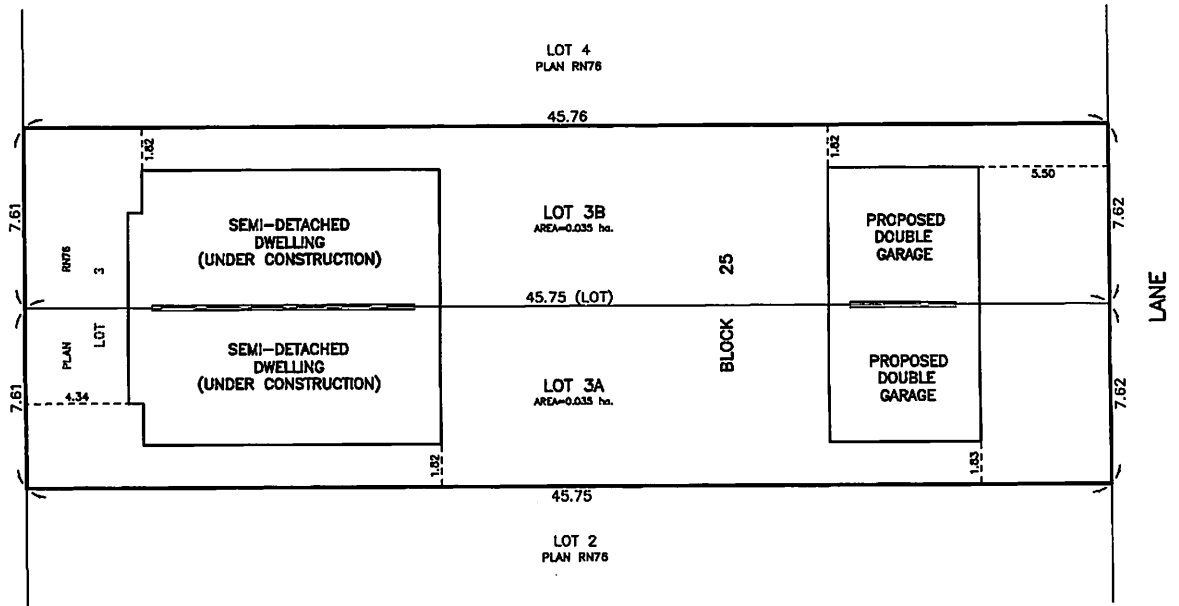 LOT 4
PLAN RN76
45.76
1.82
1.82
5.50
7.61
7.62
SEMI-DETACHED
DWELLING
(UNDER CONSTRUCTION)
LOT 3B
AREA=0.035 ha.
PROPOSED
DOUBLE
GARAGE
PLAN RN76
LOT 3
45.75 (LOT)
BLOCK 25
LANE
SEMI-DETACHED
DWELLING
(UNDER CONSTRUCTION)
LOT 3A
AREA=0.035 ha.
PROPOSED
DOUBLE
GARAGE
7.61
7.62
4.34
1.82
1.83
45.75
LOT 2
PLAN RN76